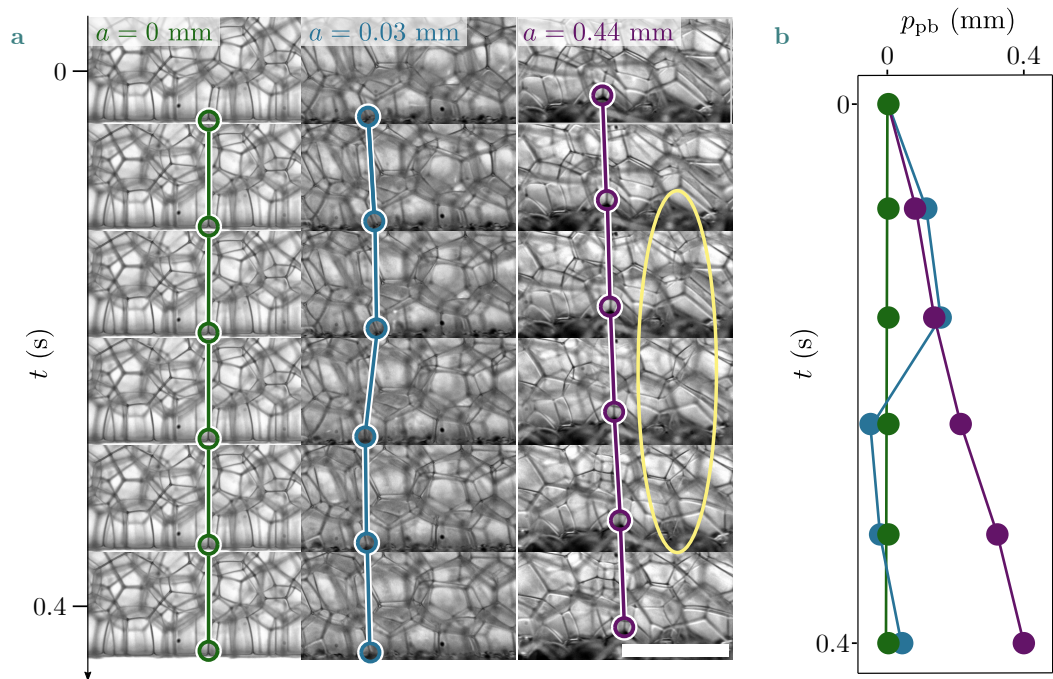 a
a = 0 mm
a = 0.03 mm
a = 0.44 mm
0
t (s)
0.4
b
p_pb (mm)
0 0.4
0
t (s)
0.4